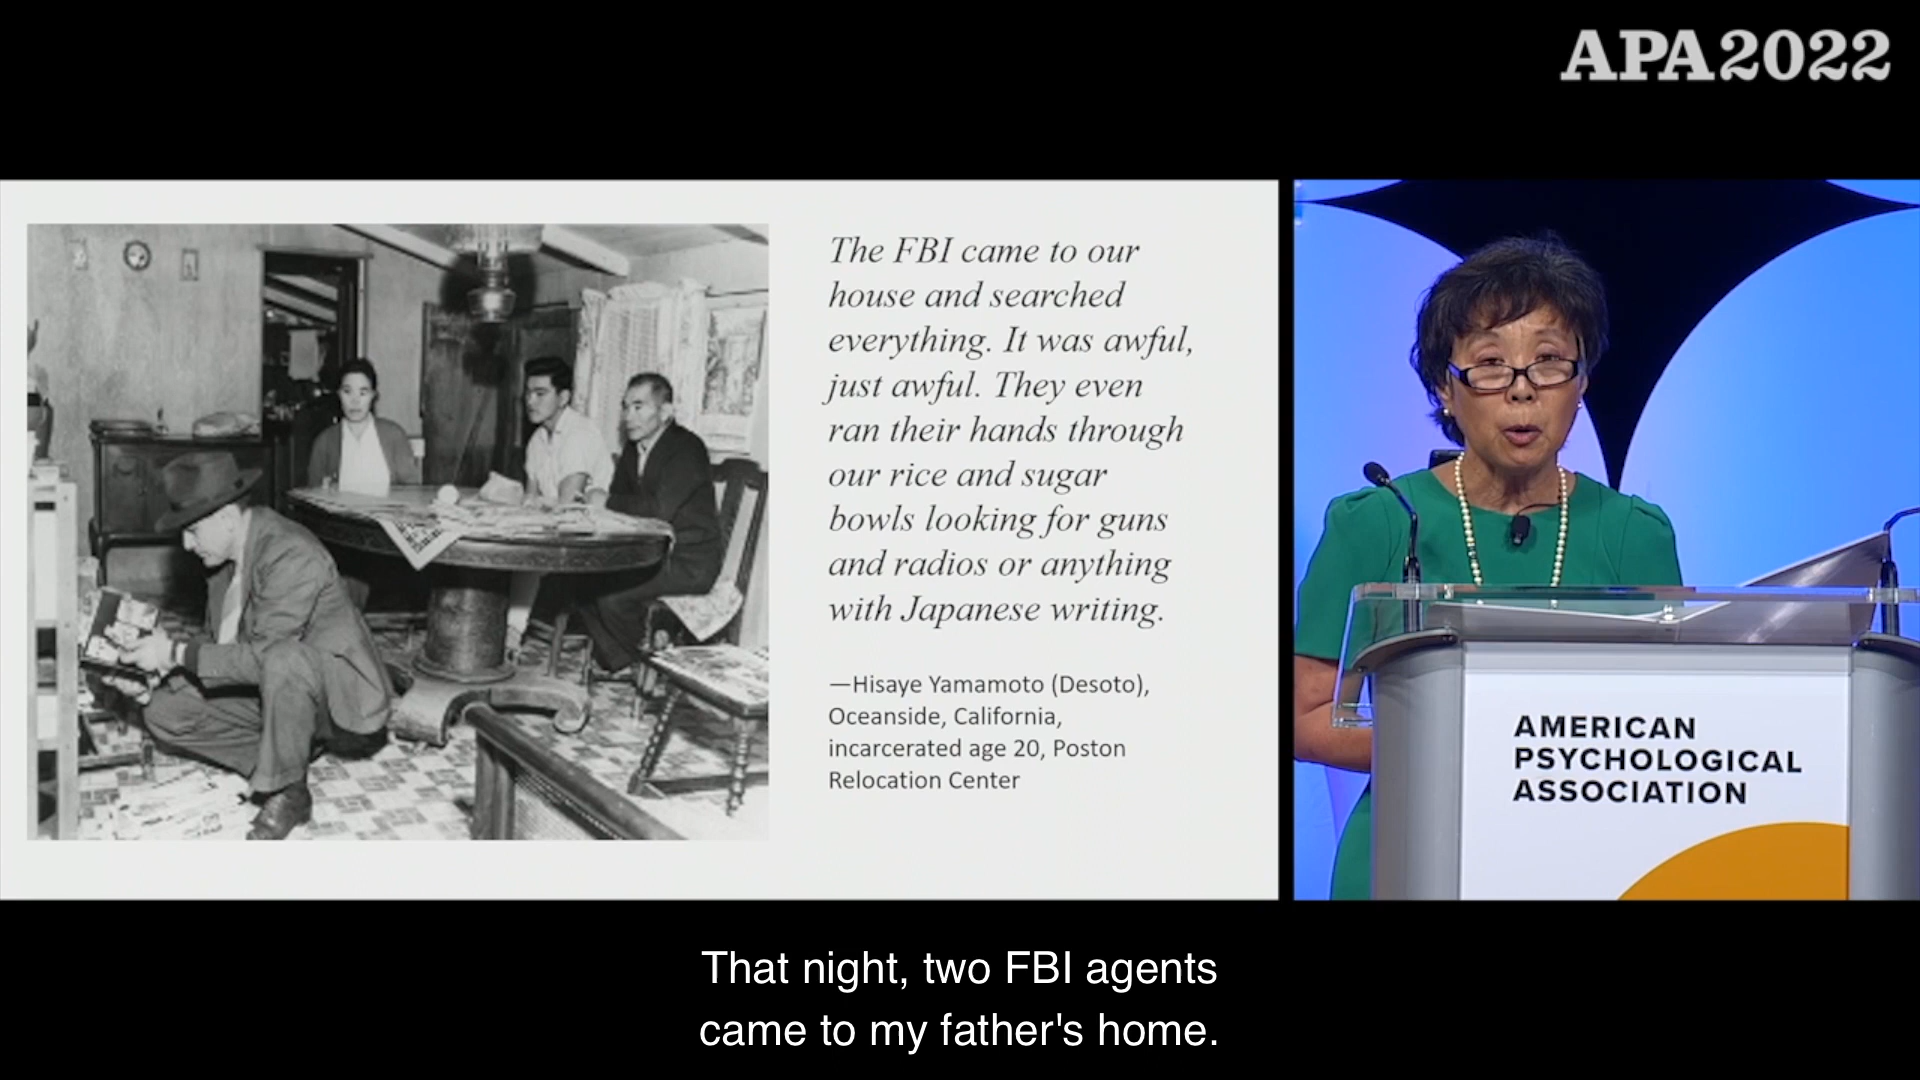 APA2022
The FBI came to our
house and searched
everything. It was awful,
just awful. They even
ran their hands through
our rice and sugar
bowls looking for guns
and radios or anything
with Japanese writing.
—Hisaye Yamamoto (Desoto),
Oceanside, California,
incarcerated age 20, Poston
Relocation Center
AMERICAN
PSYCHOLOGICAL
ASSOCIATION
That night, two FBI agents
came to my father's home.